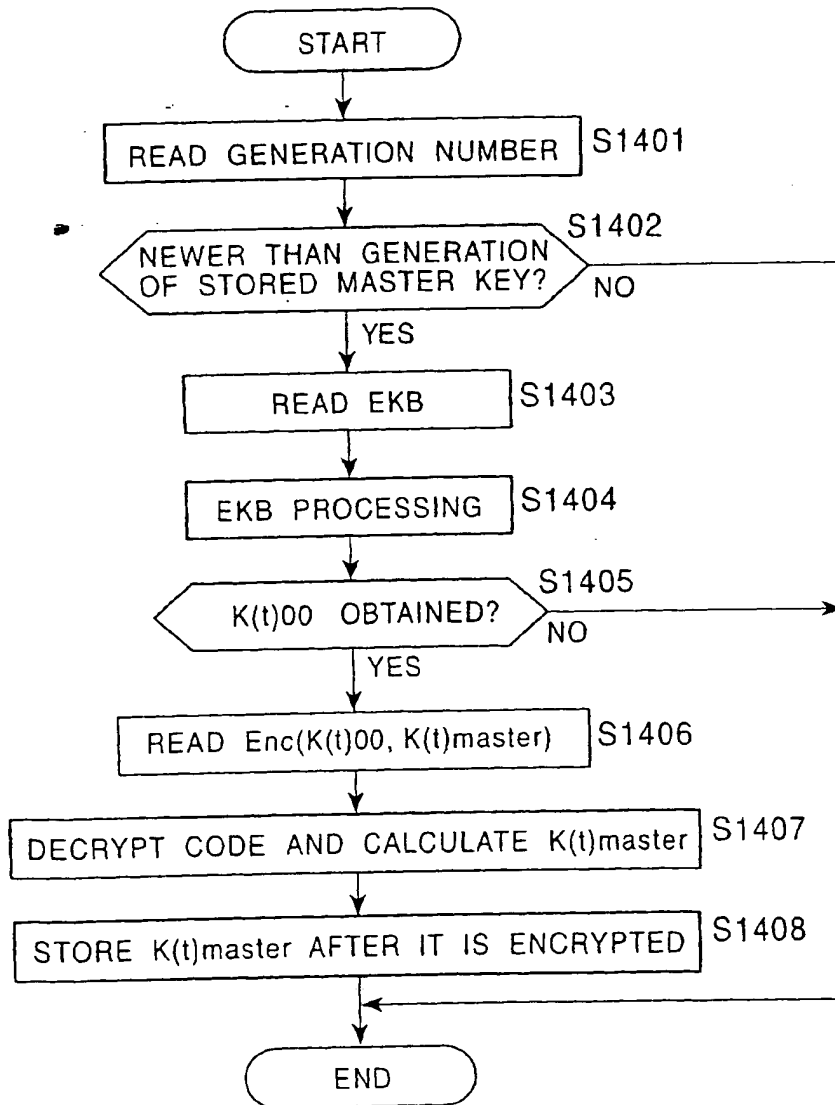 START
READ GENERATION NUMBER
S1401
S1402
NEWER THAN GENERATION
OF STORED MASTER KEY?
NO
YES
READ EKB
S1403
EKB PROCESSING
S1404
S1405
K(t)00 OBTAINED?
NO
YES
READ Enc(K(t)00, K(t)master)
S1406
DECRYPT CODE AND CALCULATE K(t)master
S1407
STORE K(t)master AFTER IT IS ENCRYPTED
S1408
END